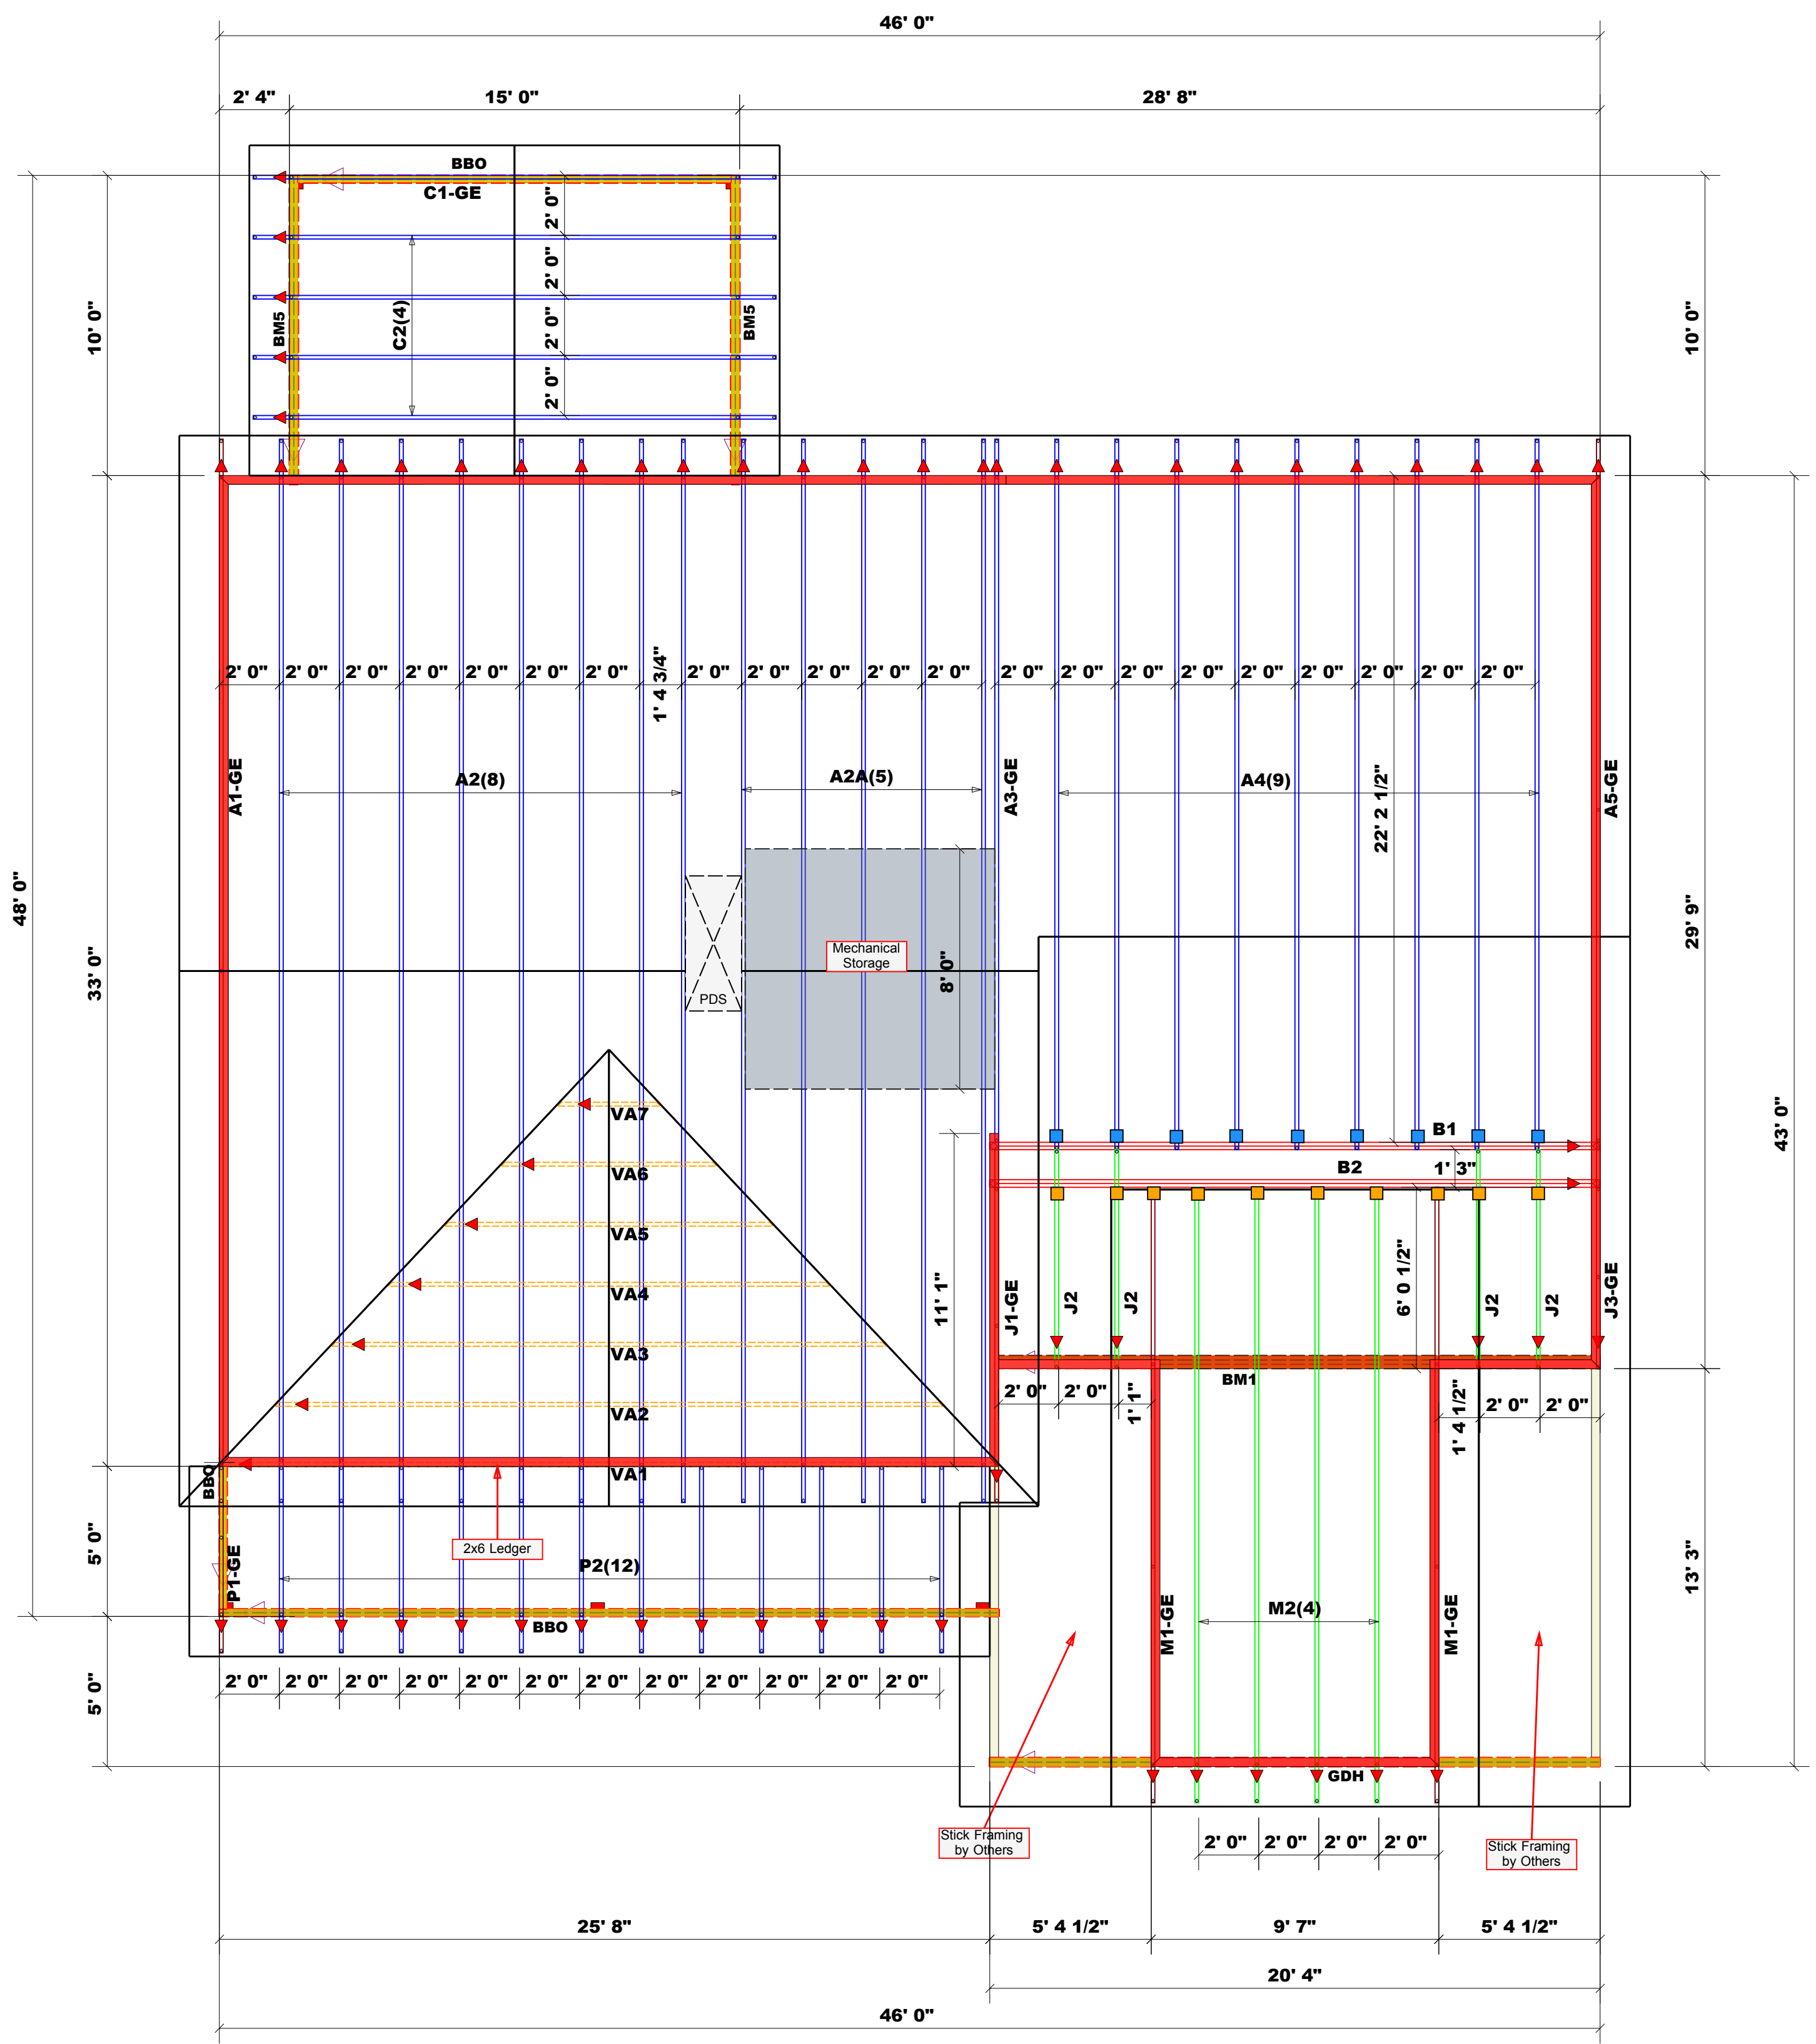 46' 0"
2' 4"
15' 0"
28' 8"
BBO
C1-GE
2' 0"
2' 0"
2' 0"
2' 0"
C2(4)
BM5
BM5
10' 0"
10' 0"
48' 0"
33' 0"
29' 9"
43' 0"
2' 0"
2' 0"
2' 0"
2' 0"
2' 0"
2' 0"
2' 0"
1' 4 3/4"
2' 0"
2' 0"
2' 0"
2' 0"
2' 0"
2' 0"
2' 0"
2' 0"
2' 0"
2' 0"
2' 0"
2' 0"
2' 0"
2' 0"
A1-GE
A2(8)
A2A(5)
A3-GE
A4(9)
22' 2 1/2"
A5-GE
Mechanical
Storage
8' 0"
PDS
VA7
VA6
VA5
VA4
VA3
VA2
VA1
B1
B2
1' 3"
11' 1"
J1-GE
J2
J2
6' 0 1/2"
J2
J2
J3-GE
BM1
2' 0"
2' 0"
1' 1"
1' 4 1/2"
2' 0"
2' 0"
BBO
2x6 Ledger
P1-GE
P2(12)
BBO
5' 0"
5' 0"
13' 3"
M1-GE
M2(4)
M1-GE
GDH
2' 0"
2' 0"
2' 0"
2' 0"
2' 0"
2' 0"
2' 0"
2' 0"
2' 0"
2' 0"
2' 0"
2' 0"
Stick Framing
by Others
2' 0"
2' 0"
2' 0"
2' 0"
Stick Framing
by Others
25' 8"
5' 4 1/2"
9' 7"
5' 4 1/2"
20' 4"
46' 0"